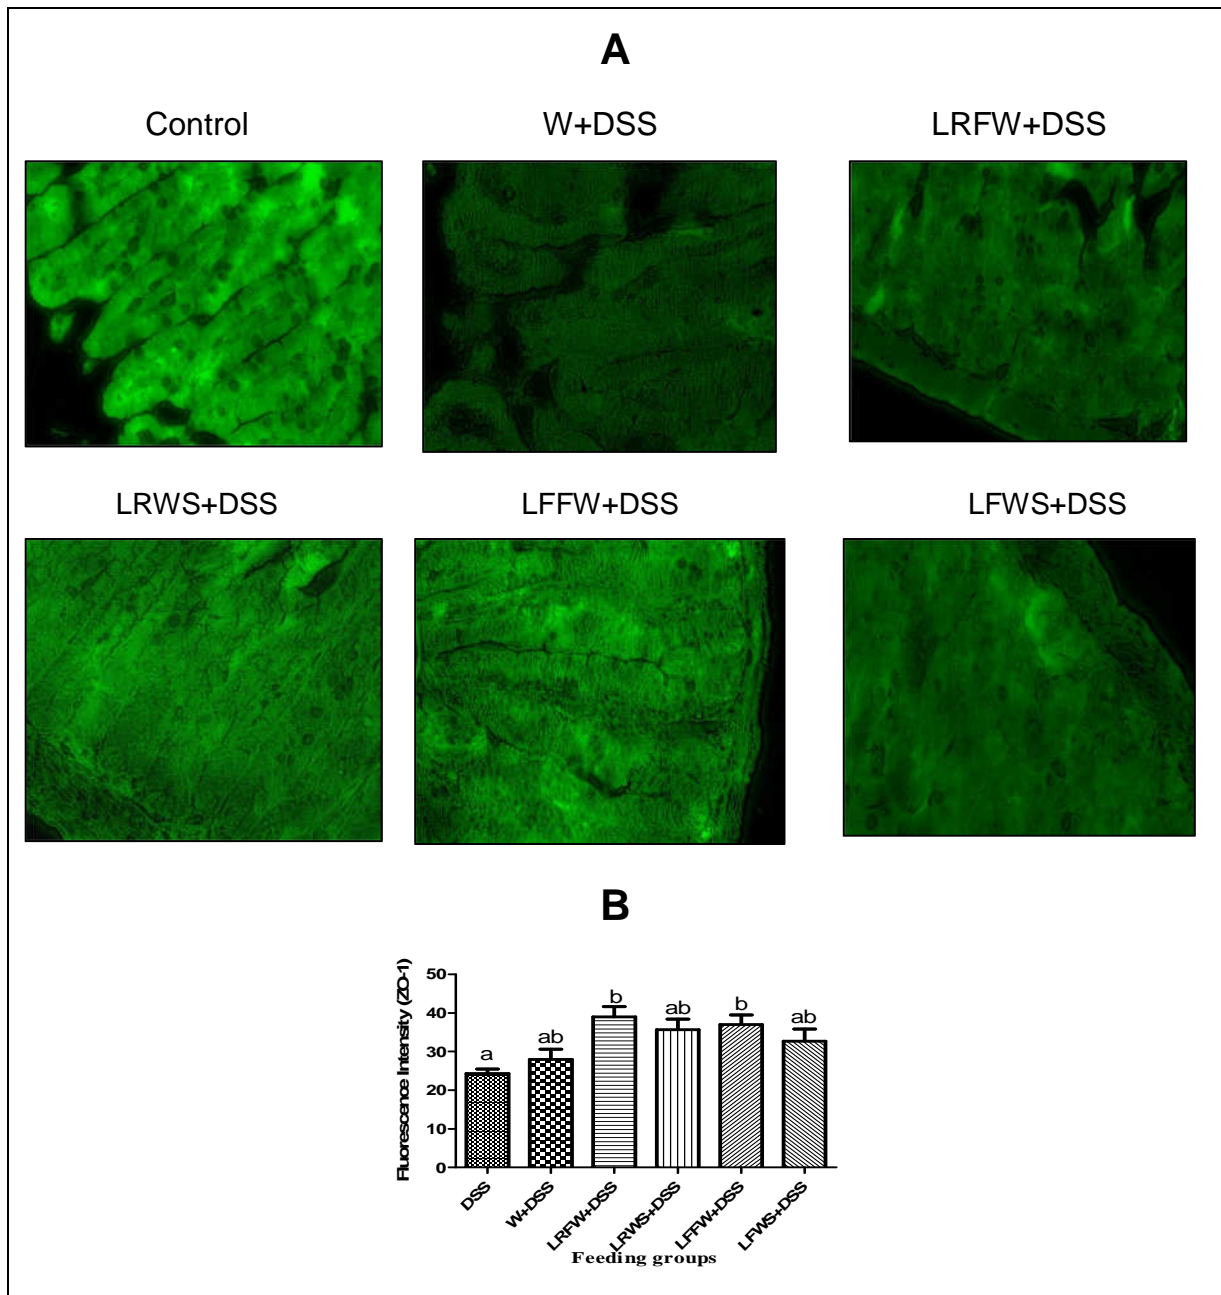 A
Control W+DSS LRFW+DSS
LRWS+DSS LFFW+DSS LFWS+DSS
B
Fluorescence Intensity (ZO-1)
50
40
30
20
10
0
a ab b ab b ab
DSS W+DSS LRFW+DSS LRWS+DSS LFFW+DSS LFWS+DSS
Feeding groups